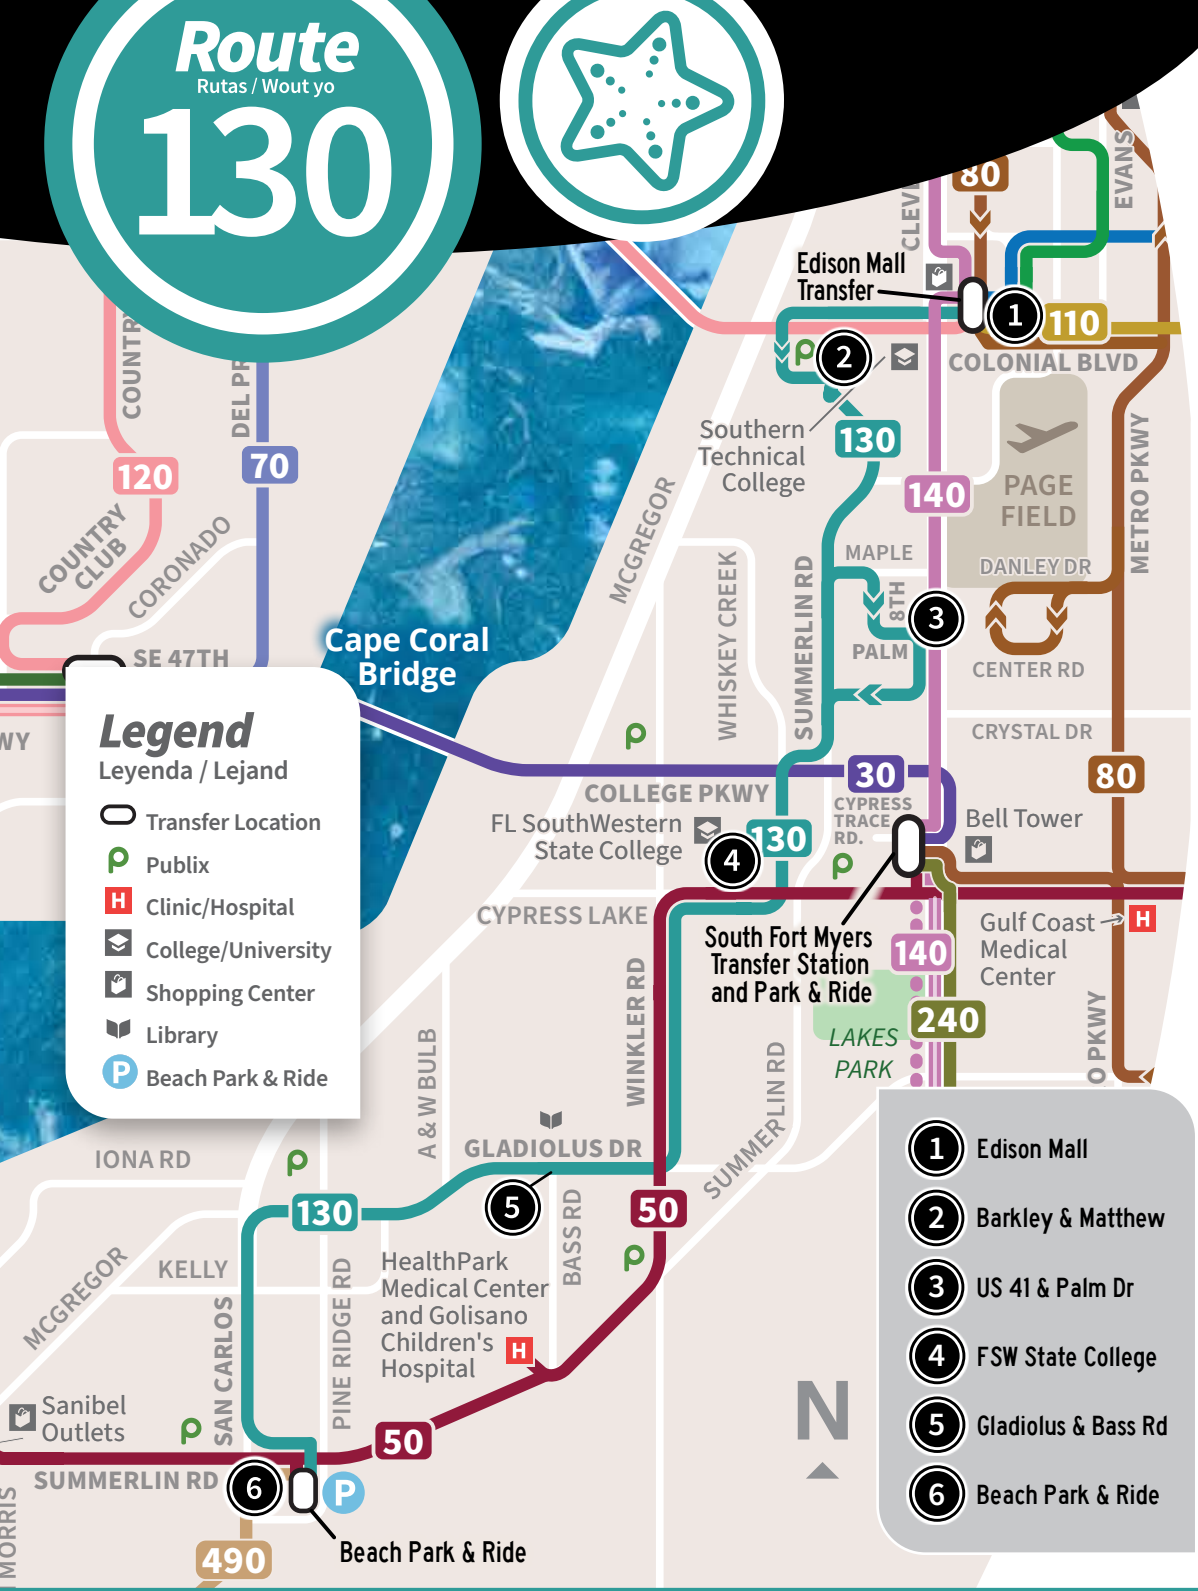 Route
Rutas / Wout yo
130
80
EVANS
Edison Mall
Transfer
1
110
COLONIAL BLVD
2
130
Southern
Technical
College
140
PAGE
FIELD
METRO PKWY
120
70
COUNTRY
CLUB
CORONADO
MCGREGOR
WHISKEY CREEK
SUMMERLIN RD
MAPLE
8TH
PALM
3
DANLEY DR
CENTER RD
CRYSTAL DR
SE 47TH
Cape Coral
Bridge
30
COLLEGE PKWY
80
CYPRESS
TRACE
RD.
Bell Tower
FL SouthWestern
State College
4
130
CYPRESS LAKE
South Fort Myers
Transfer Station
and Park & Ride
140
Gulf Coast
Medical
Center
H
240
LAKES
PARK
Legend
Leyenda / Lejand
Transfer Location
Publix
H Clinic/Hospital
College/University
Shopping Center
Library
P Beach Park & Ride
A & W BULB
WINKLER RD
SUMMERLIN RD
IONA RD
GLADIOLUS DR
5
130
50
BASS RD
KELLY
MCGREGOR
SAN CARLOS
PINE RIDGE RD
HealthPark
Medical Center
and Golisano
Children's
Hospital
H
Sanibel
Outlets
50
SUMMERLIN RD
6
P
Beach Park & Ride
490
N
1 Edison Mall
2 Barkley & Matthew
3 US 41 & Palm Dr
4 FSW State College
5 Gladiolus & Bass Rd
6 Beach Park & Ride